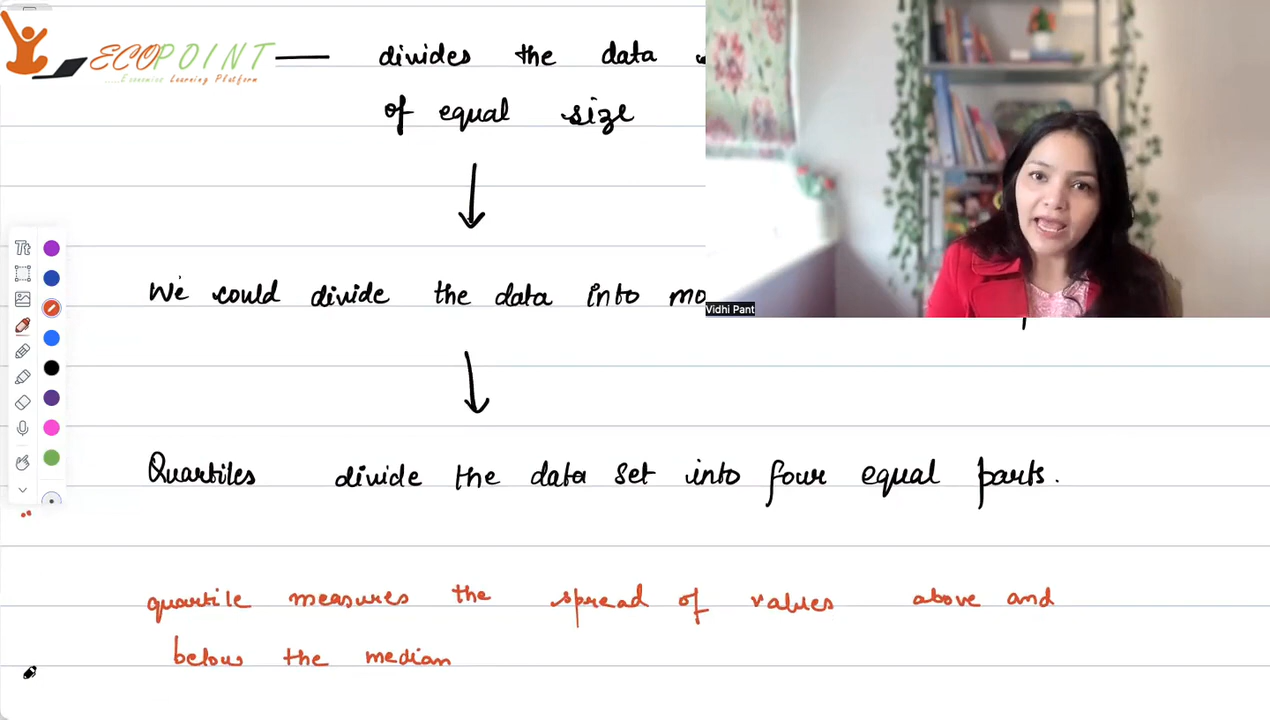 ECOPOINT
.....Economics Learning Platform
divides the data
of equal size
We could divide the data into
Vidhi Pant
Quartiles divide the data set into four equal parts.
quartile measures the spread of values above and
below the median
Tt